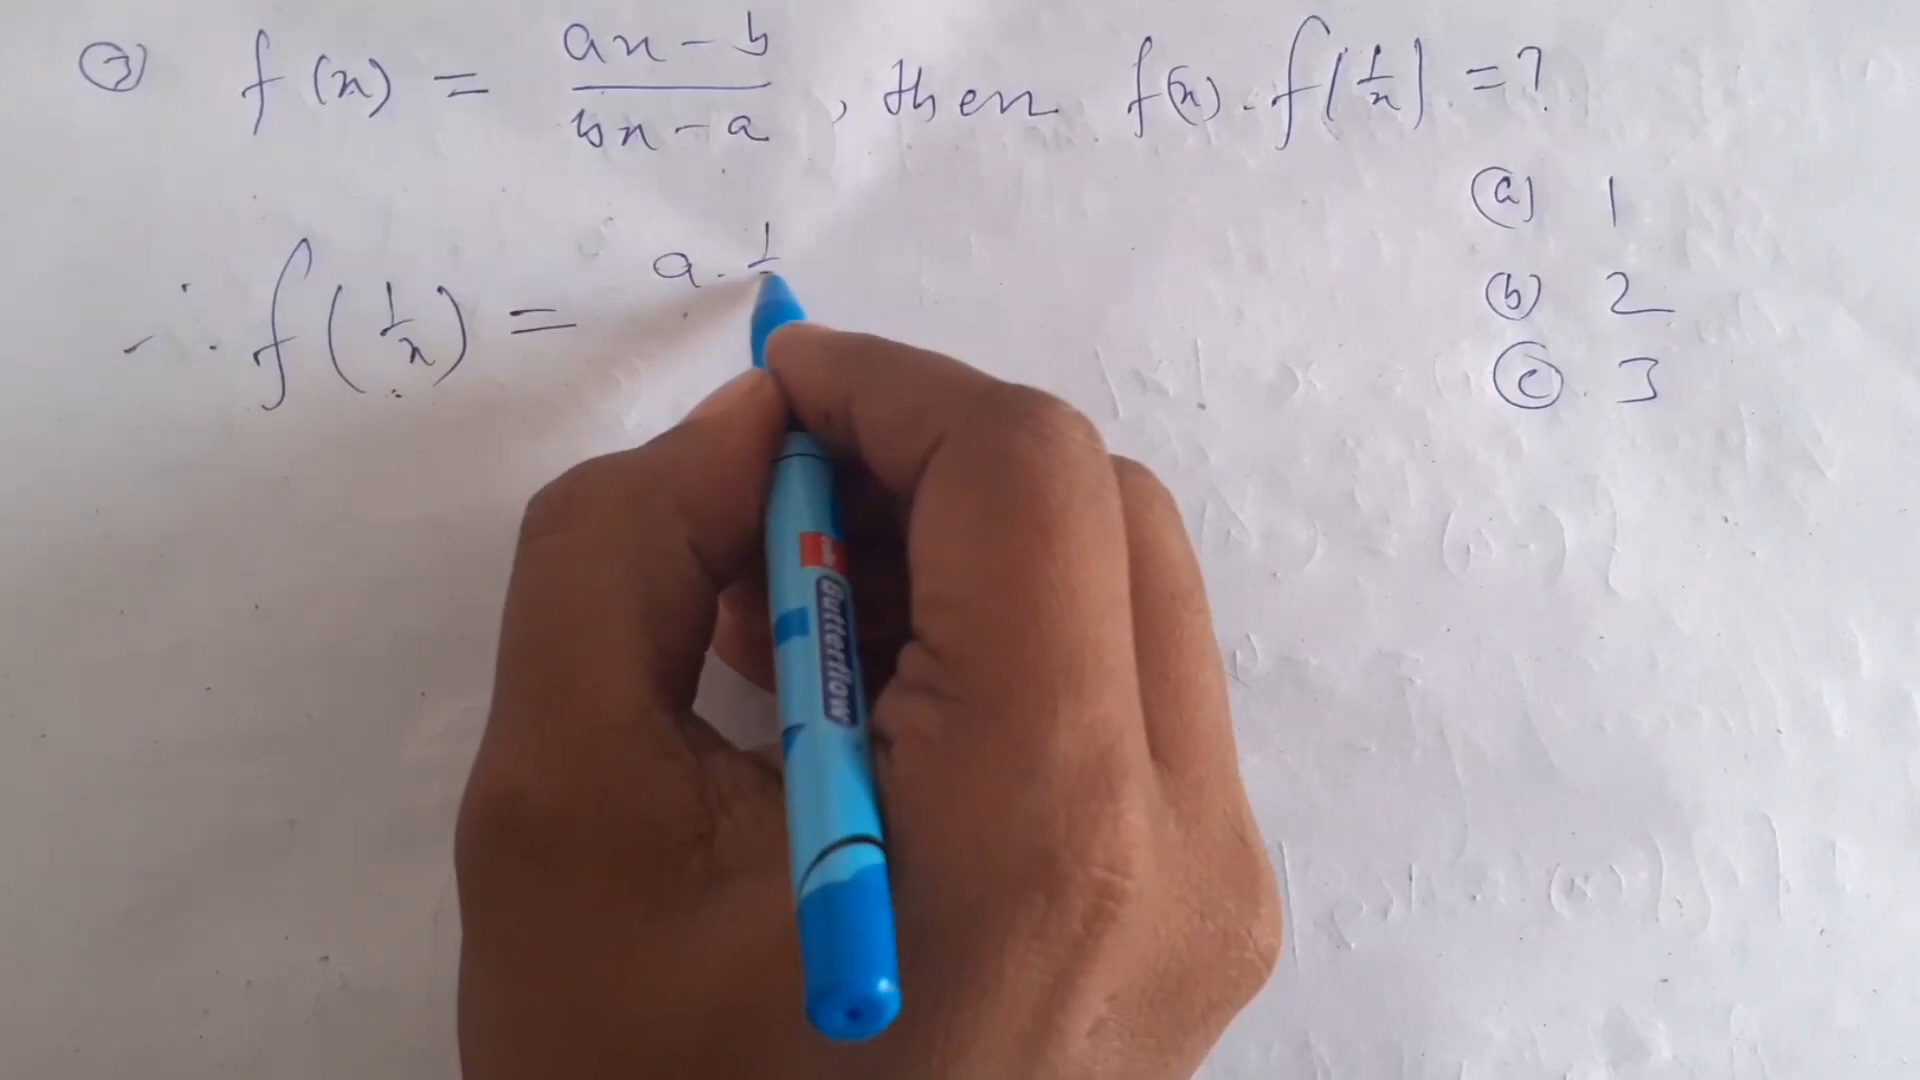 ③ f(x) = ax - b / bx - a , then f(x) . f(1/x) = ?
(a) 1
∴ f(1/x) = a . 1
(b) 2
(c) 3
Butterflow